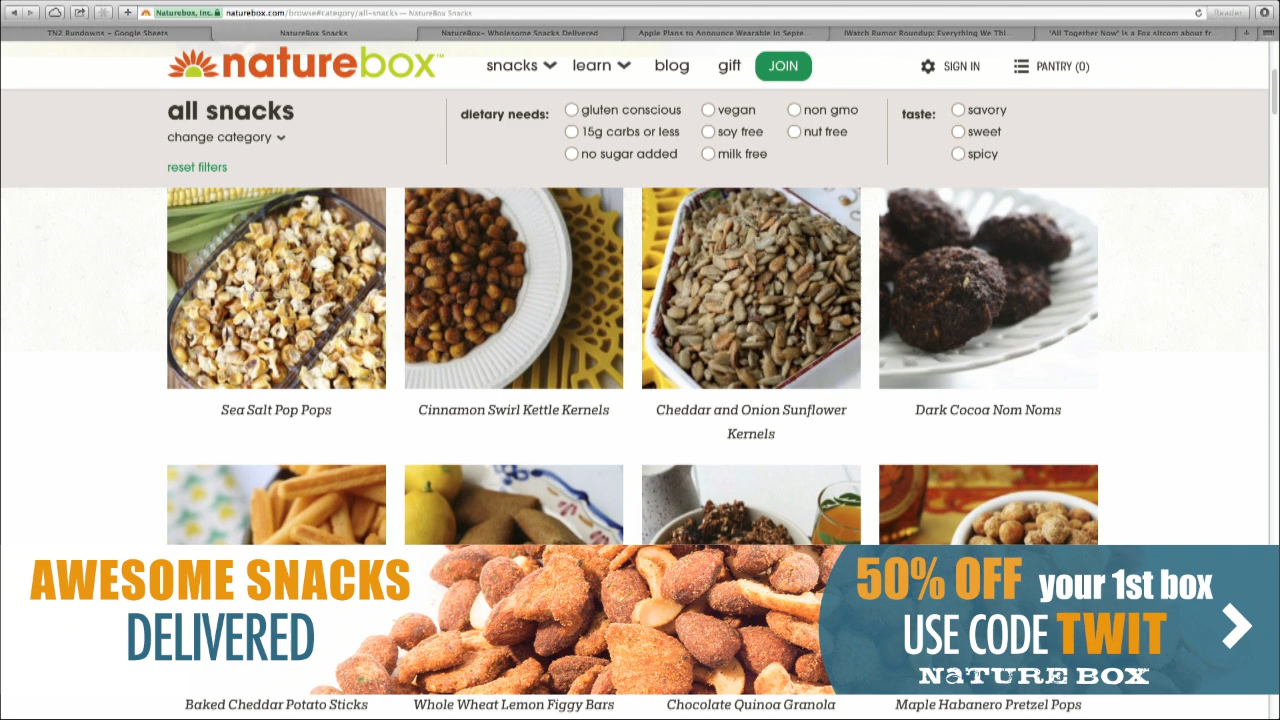 Naturebox, Inc. naturebox.com/browse#category/all-snacks — NatureBox Snacks
Reader
TN2 Rundowns - Google Sheets
NatureBox Snacks
NatureBox- Wholesome Snacks Delivered
Apple Plans to Announce Wearable in Septe...
iWatch Rumor Roundup: Everything We Thi...
'All Together Now' is a Fox sitcom about fr...
naturebox™
snacks
learn
blog
gift
JOIN
SIGN IN
PANTRY (0)
all snacks
change category
reset filters
dietary needs:
gluten conscious
vegan
non gmo
15g carbs or less
soy free
nut free
no sugar added
milk free
taste:
savory
sweet
spicy
Sea Salt Pop Pops
Cinnamon Swirl Kettle Kernels
Cheddar and Onion Sunflower
Kernels
Dark Cocoa Nom Noms
AWESOME SNACKS
DELIVERED
50% OFF your 1st box
USE CODE TWIT
NATURE BOX
Baked Cheddar Potato Sticks
Whole Wheat Lemon Figgy Bars
Chocolate Quinoa Granola
Maple Habanero Pretzel Pops